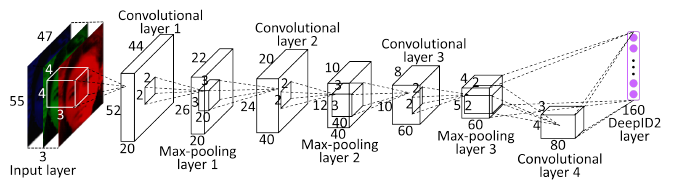 47
55
4
4
3
3
Input layer
Convolutional
layer 1
44
52
2
2
20
22
26
3
3
20
20
Max-pooling
layer 1
Convolutional
layer 2
20
24
2
2
40
10
12
3
3
40
40
Max-pooling
layer 2
Convolutional
layer 3
8
10
2
2
60
4
5
2
2
60
Max-pooling
layer 3
3
4
80
Convolutional
layer 4
160
DeepID2
layer